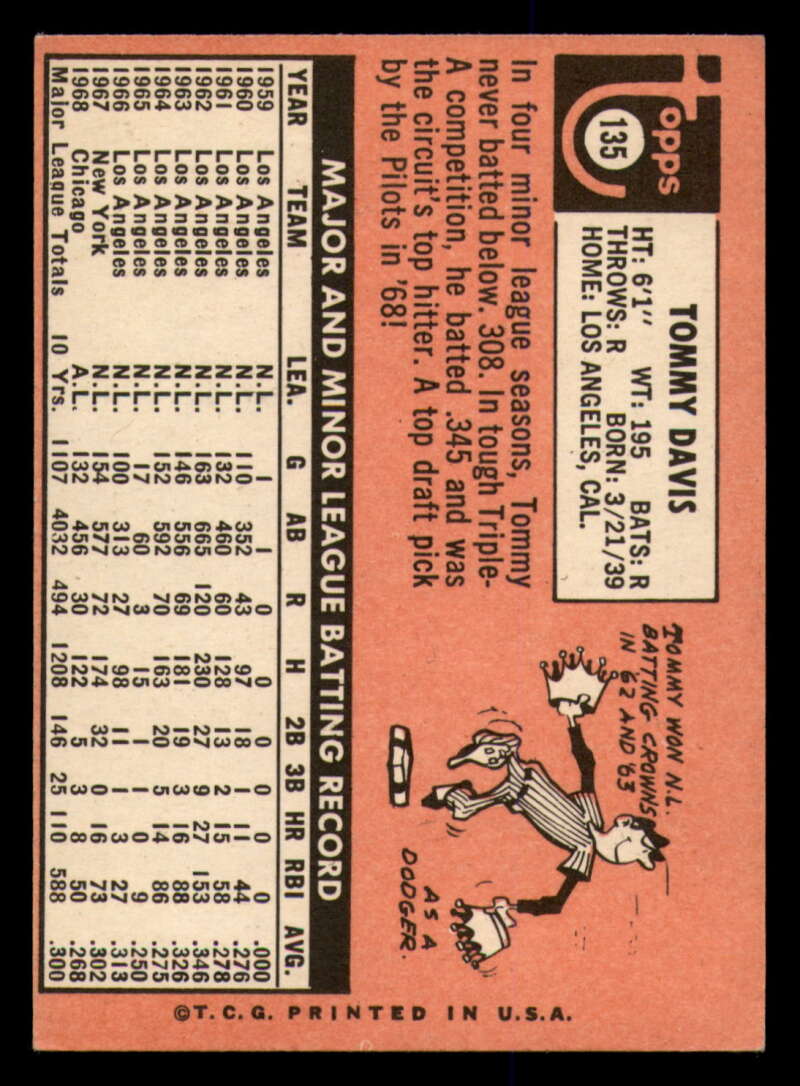 Topps
135
TOMMY DAVIS
HT: 6'1" WT: 195 BATS: R
THROWS: R BORN: 3/21/39
HOME: LOS ANGELES, CAL.
TOMMY WON N.L.
BATTING CROWNS
IN '62 AND '63
AS A
DODGER.
In four minor league seasons, Tommy
never batted below. 308. In tough Triple-
A competition, he batted .345 and was
the circuit's top hitter. A top draft pick
by the Pilots in '68!
MAJOR AND MINOR LEAGUE BATTING RECORD
YEAR TEAM LEA. G AB R H 2B 3B HR RBI AVG.
1959 Los Angeles N.L. 1 1 0 0 0 0 0 0 .000
1960 Los Angeles N.L. 110 352 43 97 18 1 11 44 .276
1961 Los Angeles N.L. 132 460 60 128 13 2 15 58 .278
1962 Los Angeles N.L. 163 665 120 230 27 9 27 153 .346
1963 Los Angeles N.L. 146 556 69 181 19 3 16 88 .326
1964 Los Angeles N.L. 152 592 70 163 20 5 14 86 .275
1965 Los Angeles N.L. 17 60 3 15 1 1 0 9 .250
1966 Los Angeles N.L. 100 313 27 98 11 1 3 27 .313
1967 New York N.L. 154 577 72 174 32 0 16 73 .302
1968 Chicago A.L. 132 456 30 122 5 3 8 50 .268
Major League Totals 10 Yrs. 1107 4032 494 1208 146 25 110 588 .300
©T.C.G. PRINTED IN U.S.A.